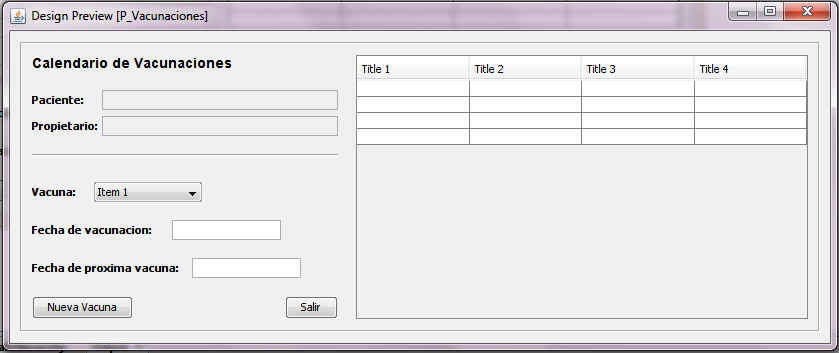 Design Preview [P_Vacunaciones]
Calendario de Vacunaciones
Paciente:
Propietario:
Vacuna: Item 1
Fecha de vacunacion:
Fecha de proxima vacuna:
Nueva Vacuna Salir
Title 1 Title 2 Title 3 Title 4